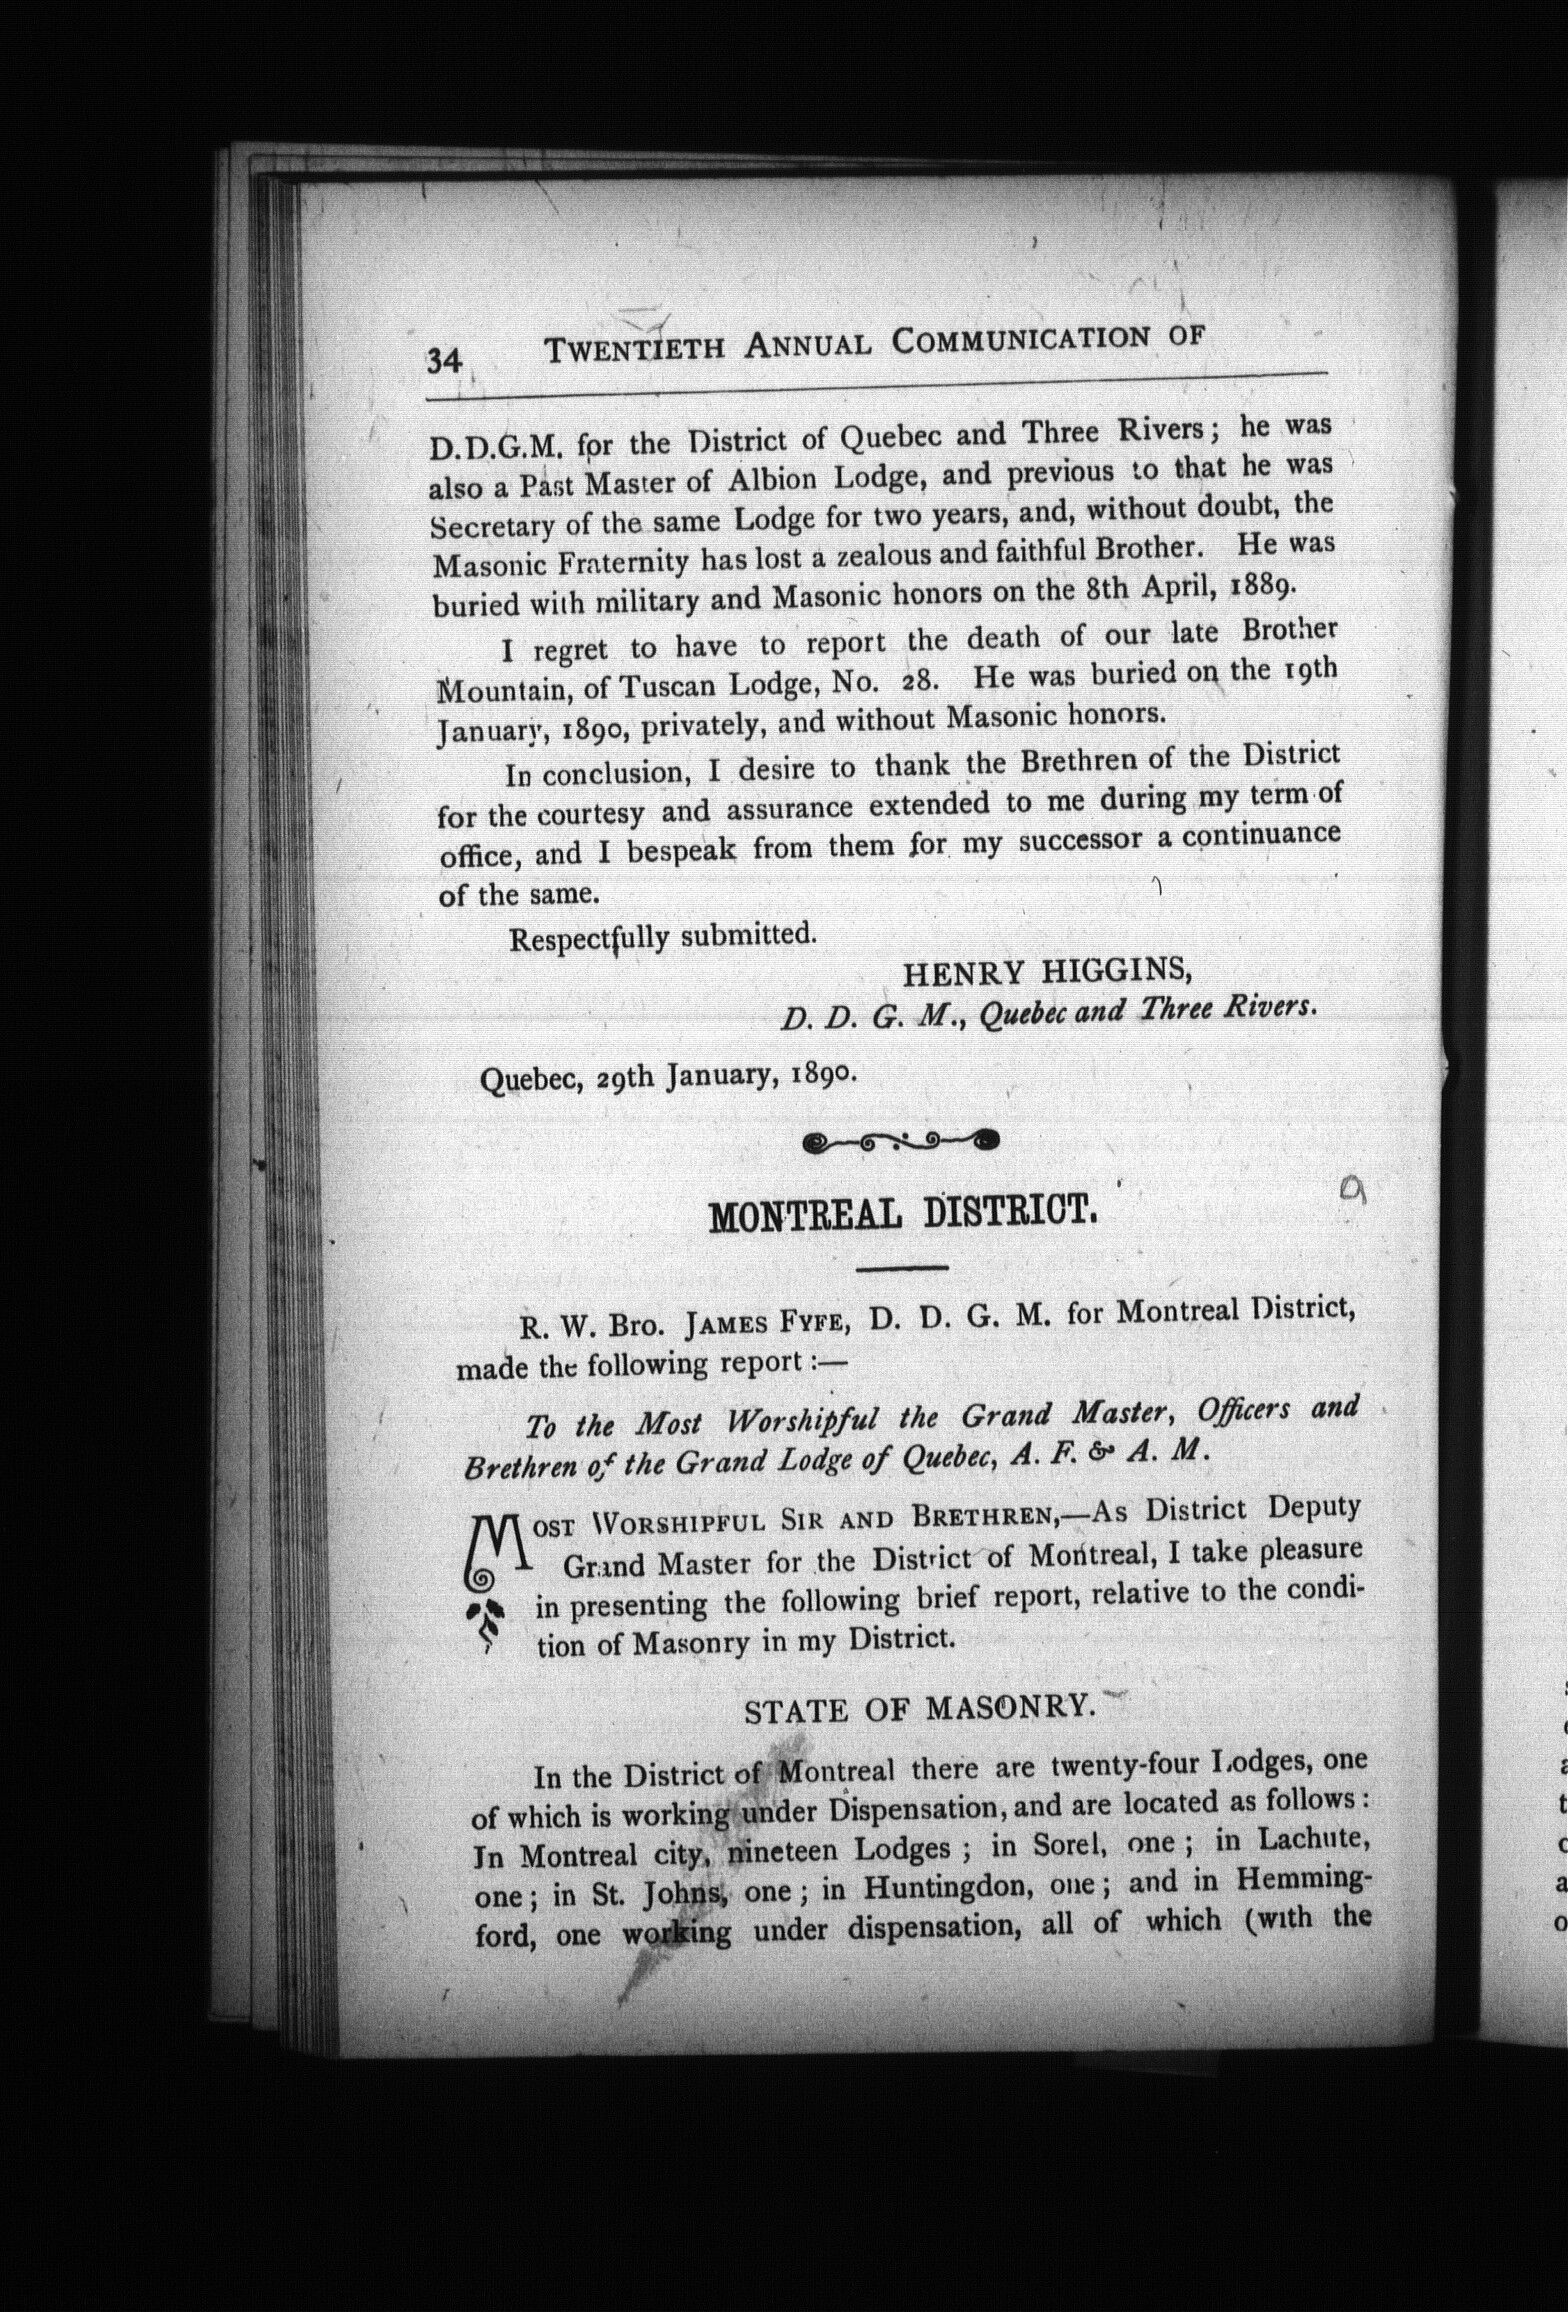 34 TWENTIETH ANNUAL COMMUNICATION OF
D.D.G.M. for the District of Quebec and Three Rivers; he was
also a Past Master of Albion Lodge, and previous to that he was
Secretary of the same Lodge for two years, and, without doubt, the
Masonic Fraternity has lost a zealous and faithful Brother. He was
buried with military and Masonic honors on the 8th April, 1889.
I regret to have to report the death of our late Brother
Mountain, of Tuscan Lodge, No. 28. He was buried on the 19th
January, 1890, privately, and without Masonic honors.
In conclusion, I desire to thank the Brethren of the District
for the courtesy and assurance extended to me during my term of
office, and I bespeak from them for my successor a continuance
of the same.
Respectfully submitted.
HENRY HIGGINS,
D. D. G. M., Quebec and Three Rivers.
Quebec, 29th January, 1890.
MONTREAL DISTRICT.
R. W. Bro. JAMES FYFE, D. D. G. M. for Montreal District,
made the following report :—
To the Most Worshipful the Grand Master, Officers and
Brethren of the Grand Lodge of Quebec, A. F. & A. M.
MOST WORSHIPFUL SIR AND BRETHREN,—As District Deputy
Grand Master for the District of Montreal, I take pleasure
in presenting the following brief report, relative to the condi-
tion of Masonry in my District.
STATE OF MASONRY.
In the District of Montreal there are twenty-four Lodges, one
of which is working under Dispensation, and are located as follows:
In Montreal city, nineteen Lodges ; in Sorel, one ; in Lachute,
one ; in St. Johns, one ; in Huntingdon, one ; and in Hemming-
ford, one working under dispensation, all of which (with the